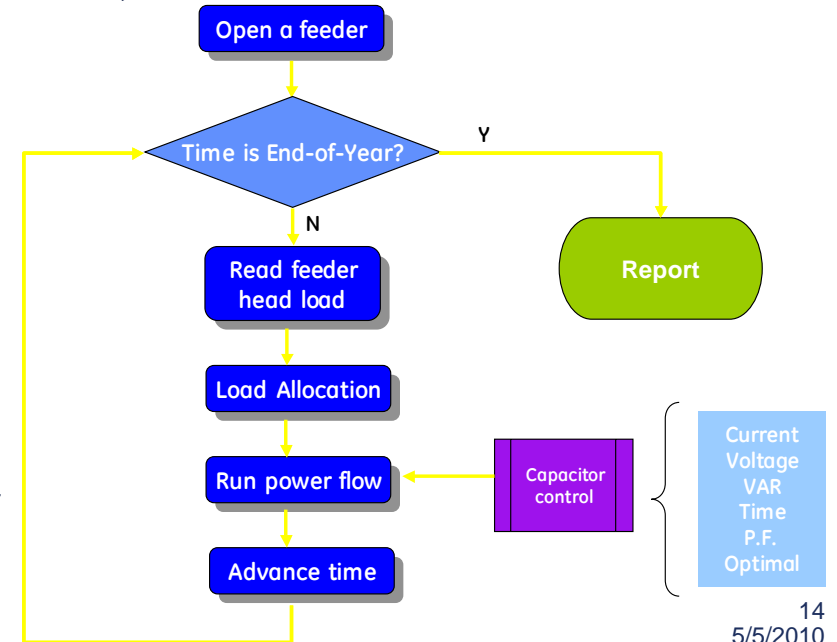 Open a feeder
Time is End-of-Year?
Y
N
Read feeder
head load
Report
Load Allocation
Run power flow
Capacitor
control
Current
Voltage
VAR
Time
P.F.
Optimal
Advance time
14
5/5/2010